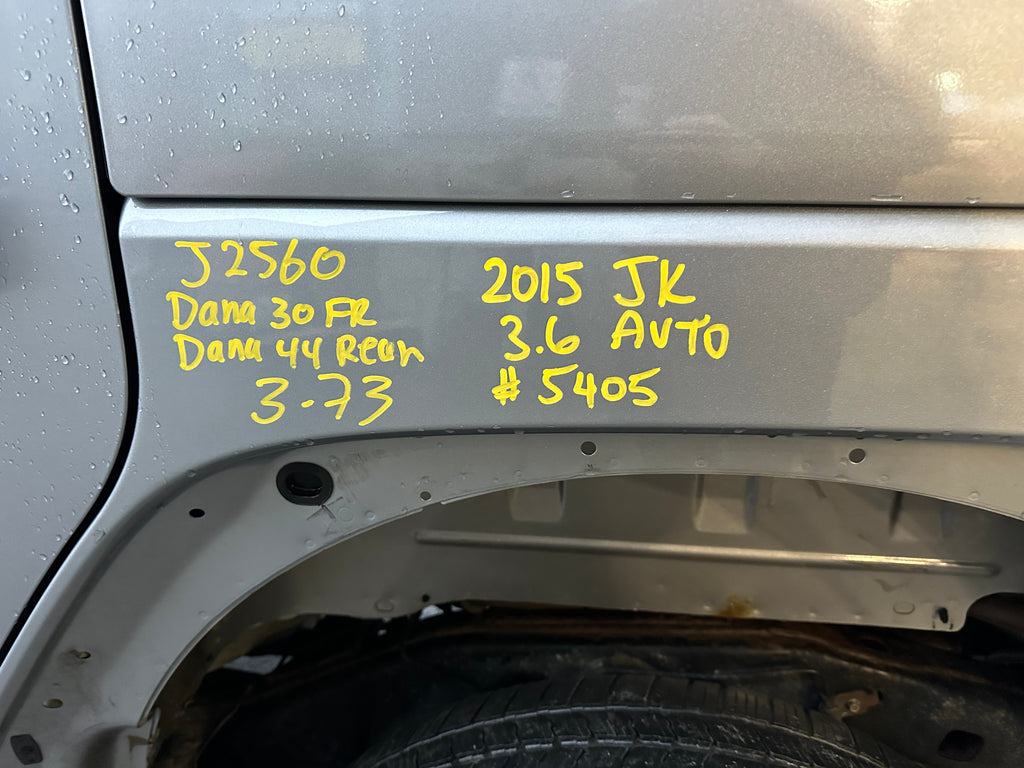 J2560
Dana 30 FR
Dana 44 Rear
3.73
2015 JK
3.6 AUTO
#5405